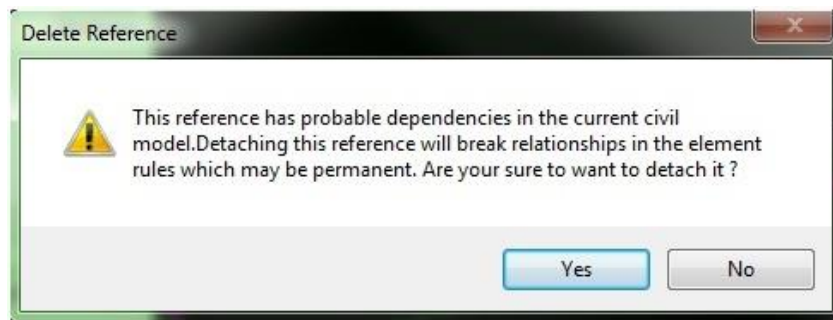 Delete Reference
This reference has probable dependencies in the current civil
model.Detaching this reference will break relationships in the element
rules which may be permanent. Are your sure to want to detach it ?
Yes No